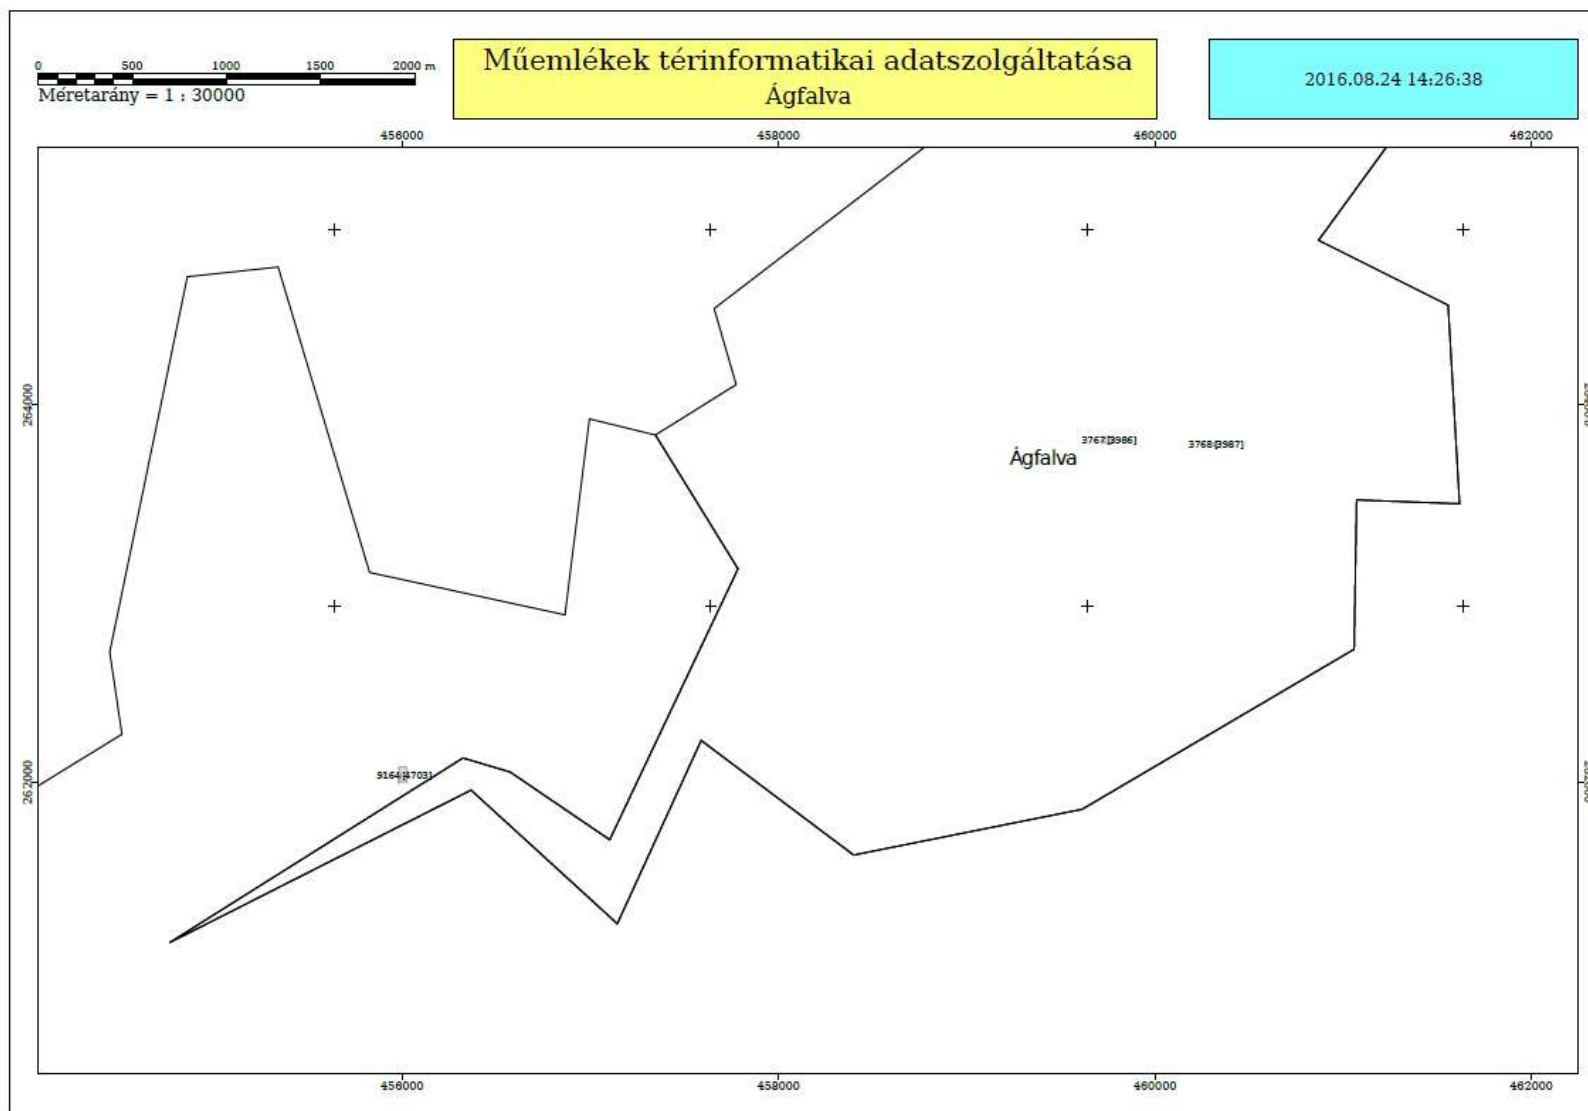 0 500 1000 1500 2000 m
Méretarány = 1 : 30000
Műemlékek térinformatikai adatszolgáltatása
Ágfalva
2016.08.24 14:26:38
456000 458000 460000 462000
264000
3767[3986] 3768[3987]
Ágfalva
262000
9164[4703]
456000 458000 460000 462000